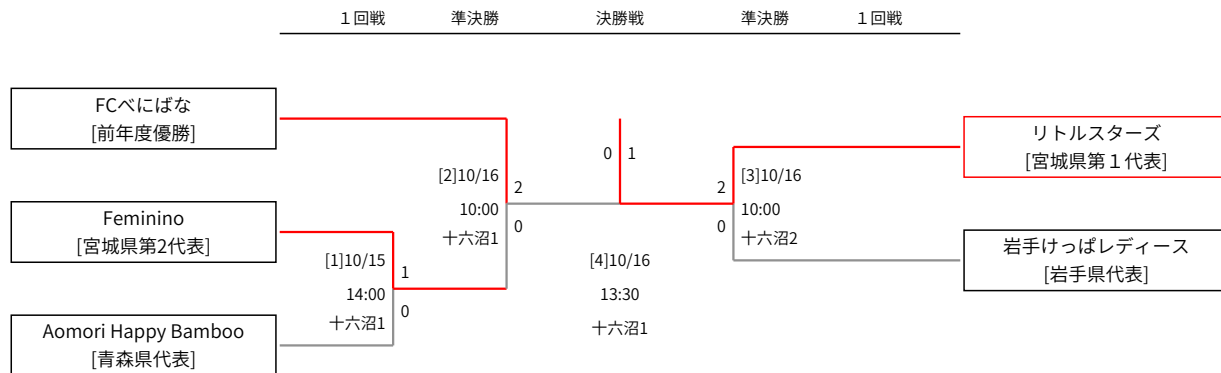 １回戦 準決勝 決勝戦 準決勝 １回戦
FCべにばな
[前年度優勝]
Feminino
[宮城県第2代表]
Aomori Happy Bamboo
[青森県代表]
[1]10/15
14:00
十六沼1
1
0
[2]10/16
10:00
十六沼1
2
0
0 1
[4]10/16
13:30
十六沼1
2
0
[3]10/16
10:00
十六沼2
リトルスターズ
[宮城県第１代表]
岩手けっぱレディース
[岩手県代表]